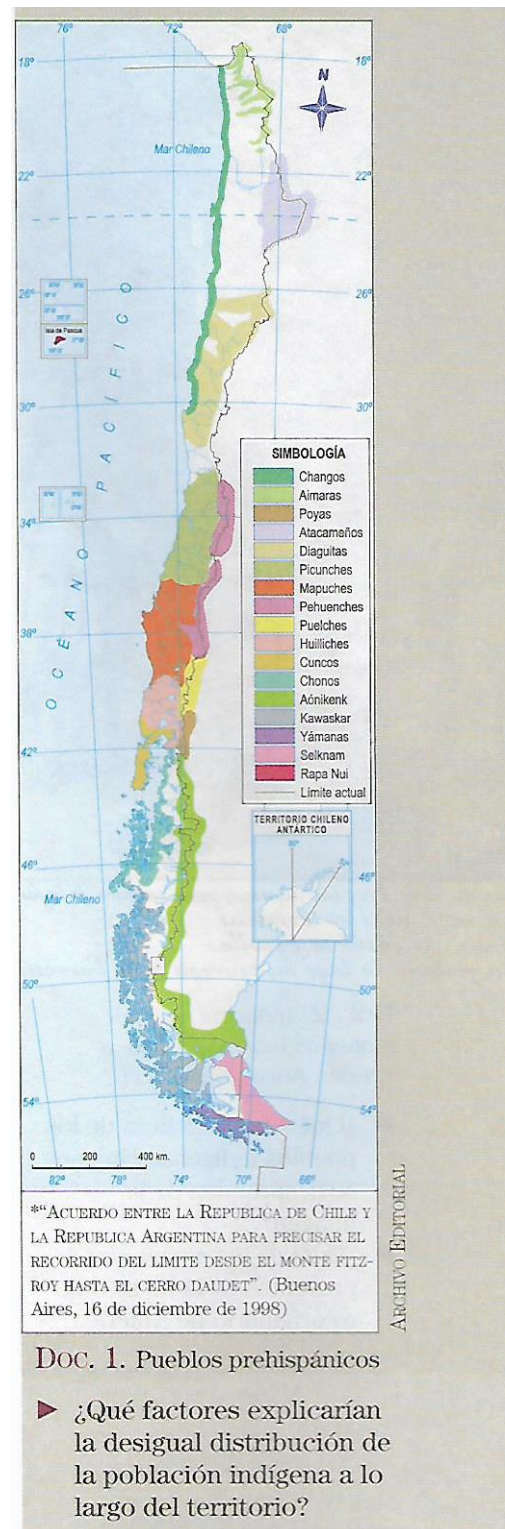 76°
72°
68°
18°
18°
N
Mar Chileno
22°
22°
26°
26°
Isla de Pascua
30°
30°
OCÉANO PACÍFICO
SIMBOLOGÍA
Changos
Aimaras
Poyas
Atacameños
Diaguitas
Picunches
Mapuches
Pehuenches
Puelches
Huilliches
Cuncos
Chonos
Aónikenk
Kawaskar
Yámanas
Selknam
Rapa Nui
Límite actual
34°
38°
42°
TERRITORIO CHILENO
ANTÁRTICO
46°
46°
Mar Chileno
50°
50°
54°
54°
0 200 400 km.
82°
78°
74°
70°
66°
*“ACUERDO ENTRE LA REPUBLICA DE CHILE Y
LA REPUBLICA ARGENTINA PARA PRECISAR EL
RECORRIDO DEL LIMITE DESDE EL MONTE FITZ-
ROY HASTA EL CERRO DAUDET”. (Buenos
Aires, 16 de diciembre de 1998)
ARCHIVO EDITORIAL
DOC. 1. Pueblos prehispánicos
▶ ¿Qué factores explicarían
la desigual distribución de
la población indígena a lo
largo del territorio?